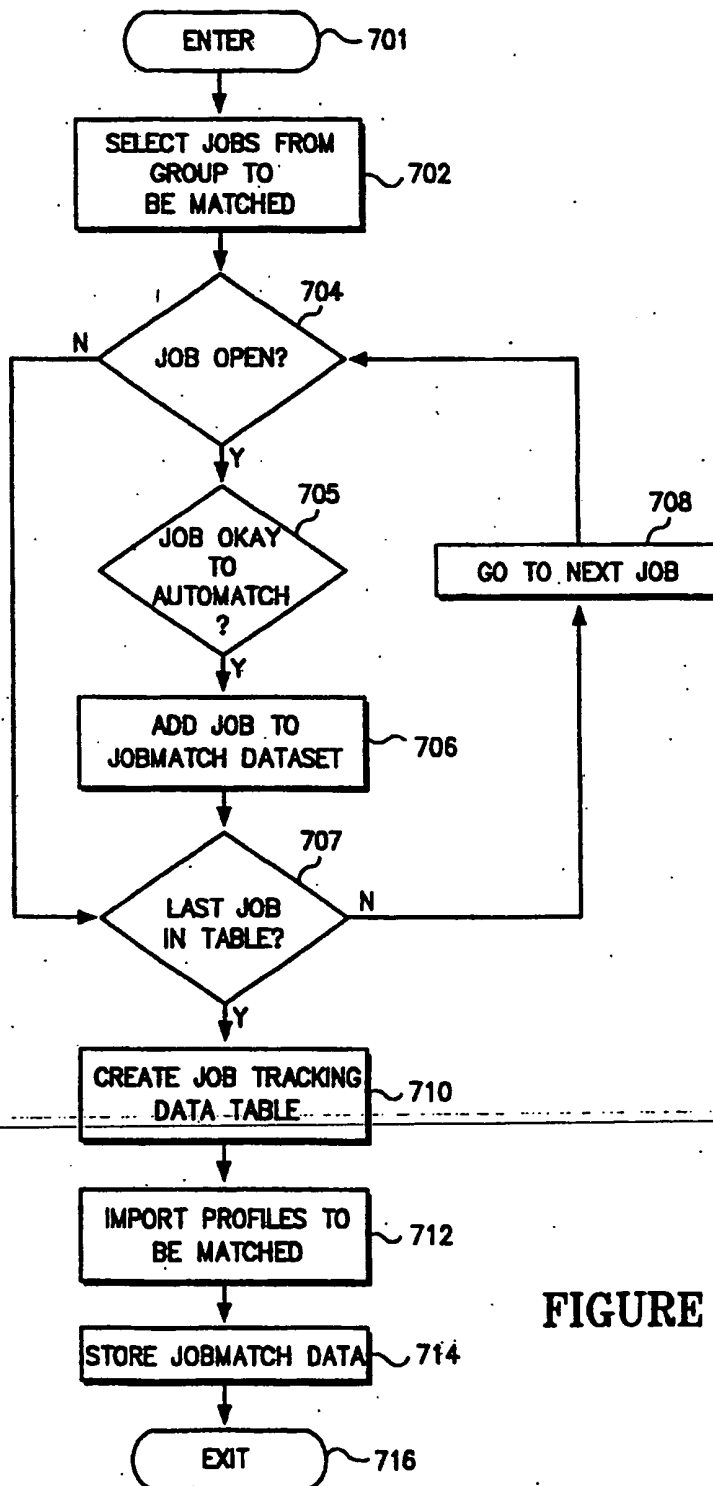 ENTER
701
SELECT JOBS FROM
GROUP TO
BE MATCHED
702
704
N
JOB OPEN?
Y
705
JOB OKAY
TO
AUTOMATCH
?
708
GO TO NEXT JOB
Y
ADD JOB TO
JOBMATCH DATASET
706
707
LAST JOB
IN TABLE?
N
Y
CREATE JOB TRACKING
DATA TABLE
710
IMPORT PROFILES TO
BE MATCHED
712
FIGURE
STORE JOBMATCH DATA
714
EXIT
716